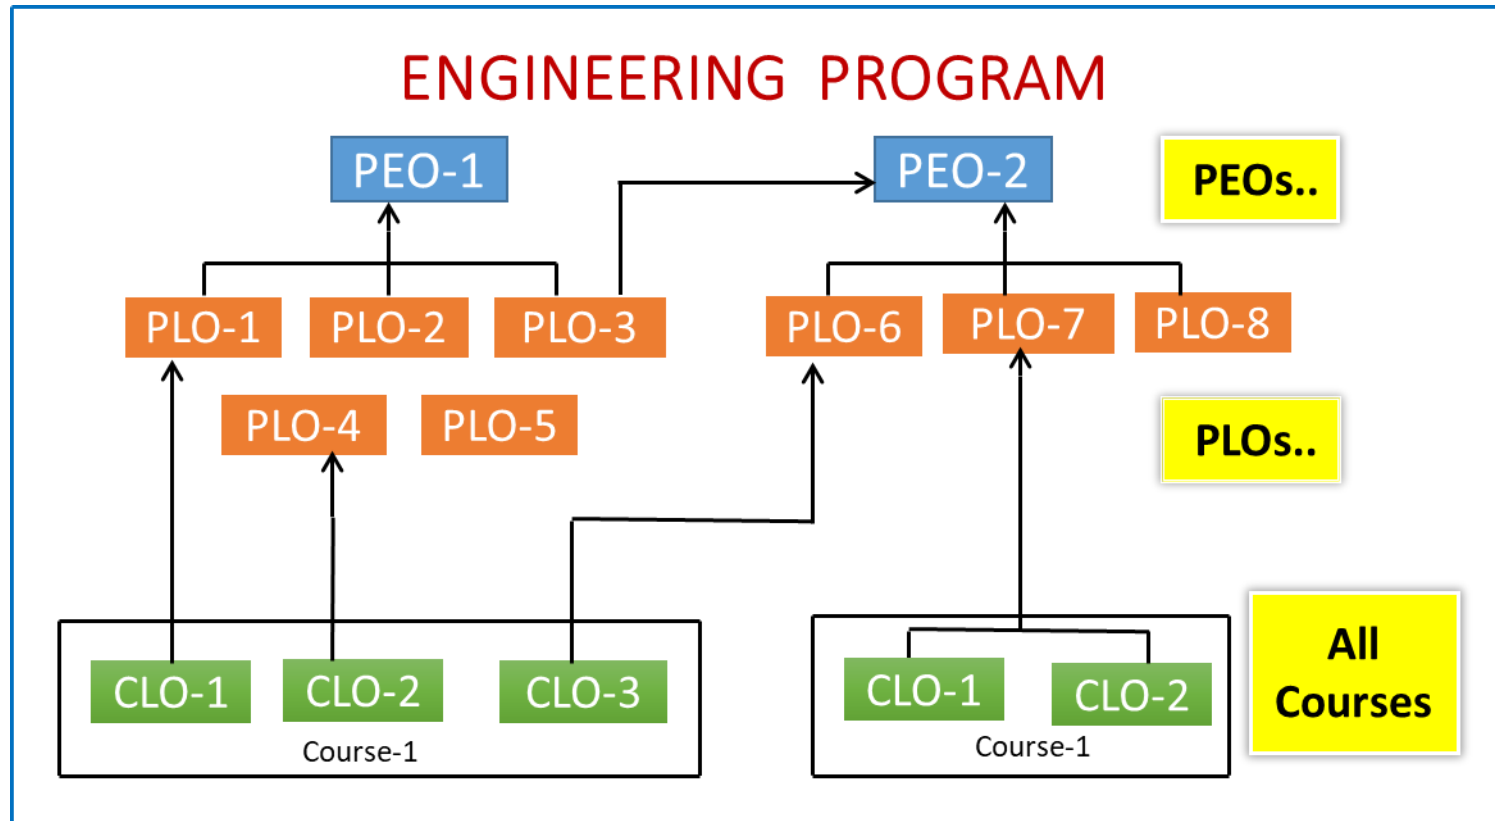 ENGINEERING PROGRAM
PEO-1
PEO-2
PEOs..
PLO-1
PLO-2
PLO-3
PLO-6
PLO-7
PLO-8
PLO-4
PLO-5
PLOs..
CLO-1
CLO-2
CLO-3
Course-1
CLO-1
CLO-2
Course-1
All
Courses